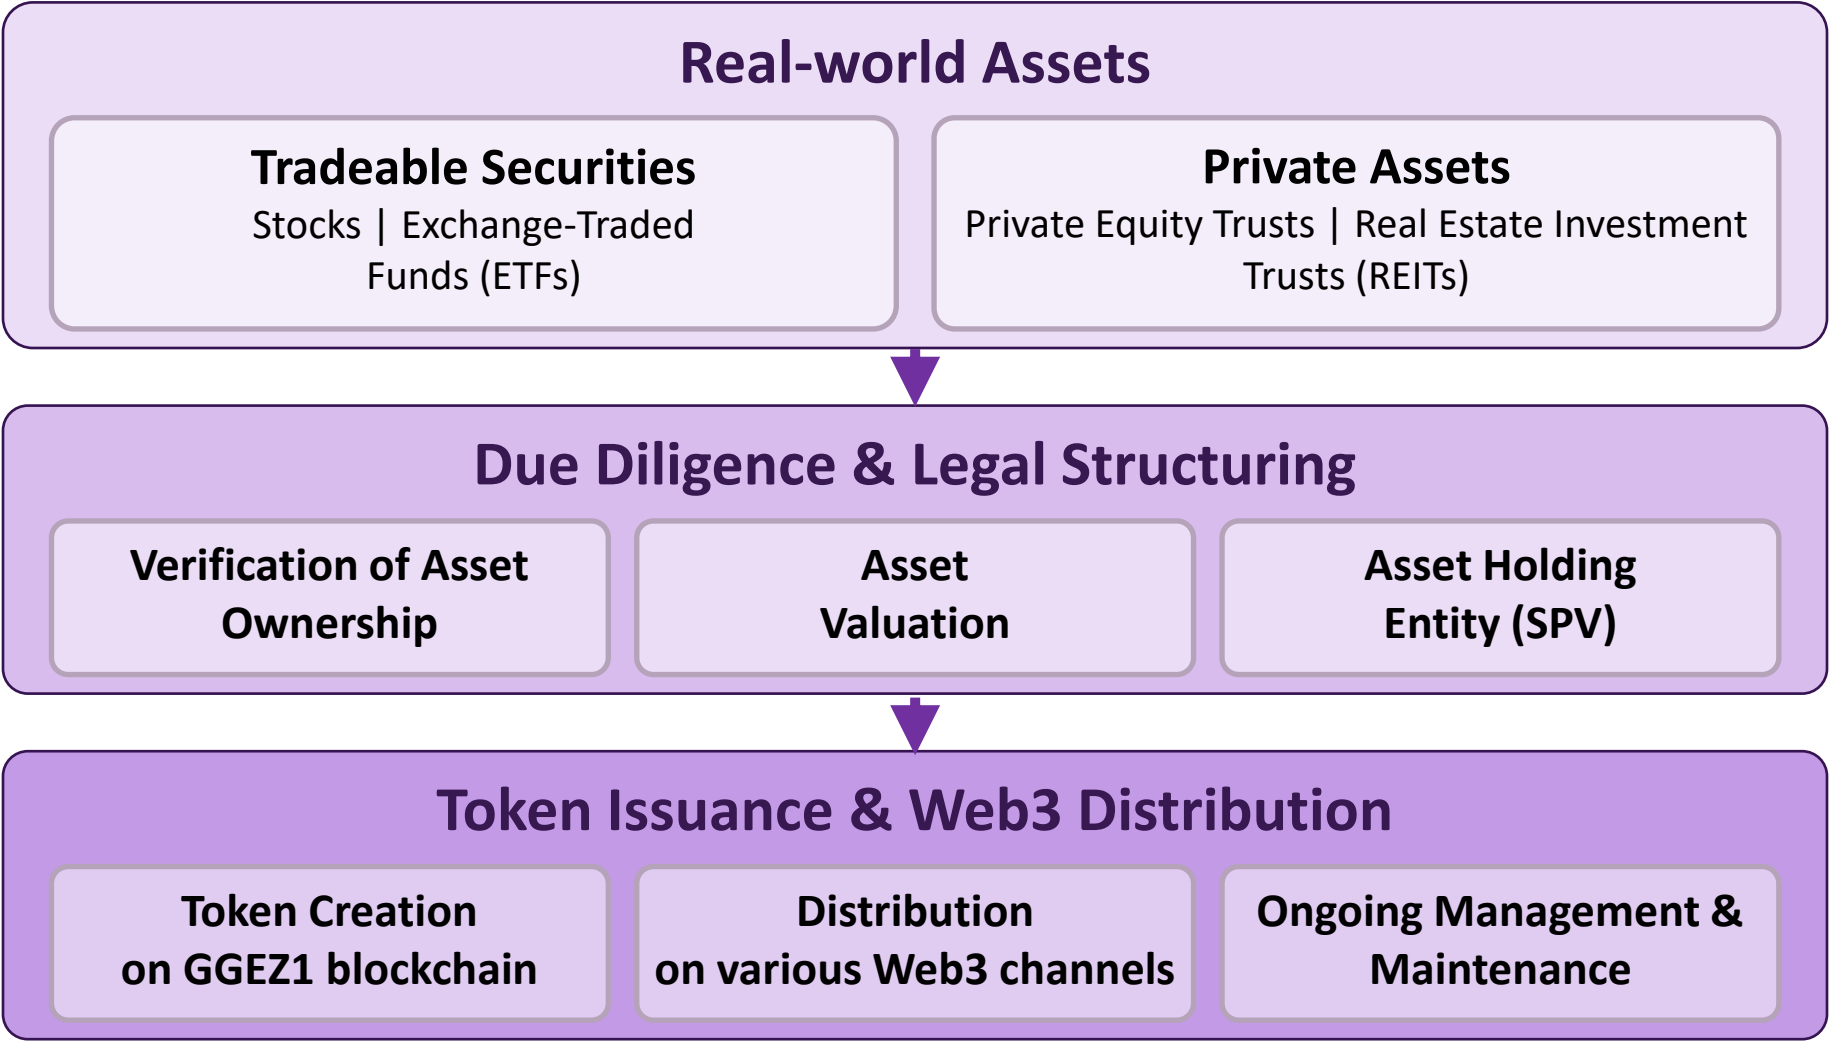 Real-world Assets
Tradeable Securities
Stocks | Exchange-Traded
Funds (ETFs)
Private Assets
Private Equity Trusts | Real Estate Investment
Trusts (REITs)
Due Diligence & Legal Structuring
Verification of Asset
Ownership
Asset
Valuation
Asset Holding
Entity (SPV)
Token Issuance & Web3 Distribution
Token Creation
on GGEZ1 blockchain
Distribution
on various Web3 channels
Ongoing Management &
Maintenance